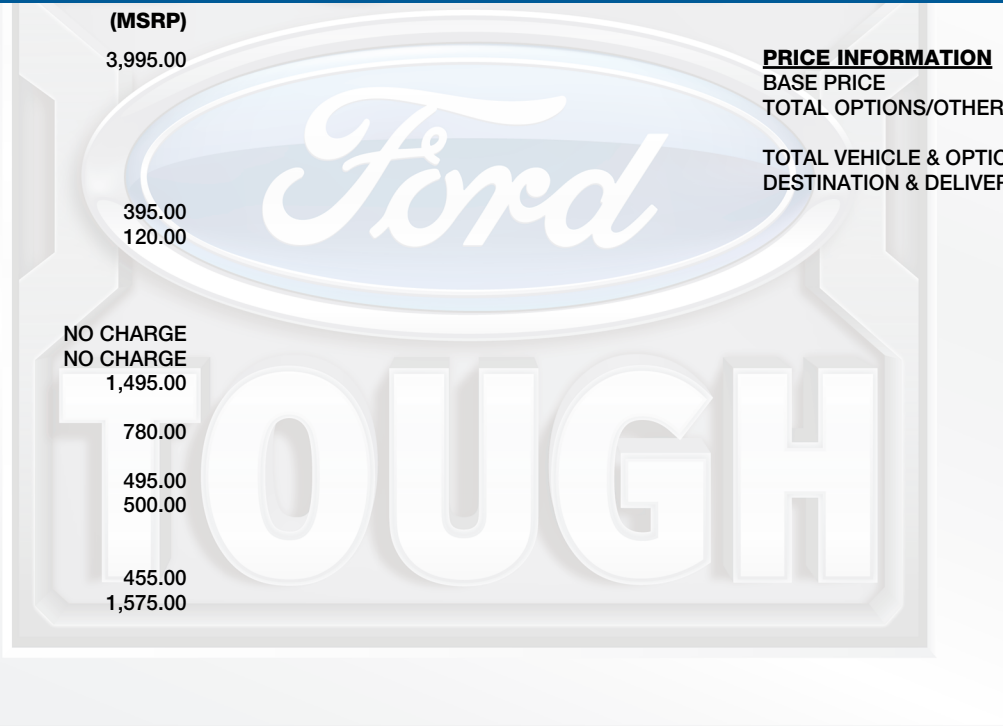 (MSRP)
3,995.00
395.00
120.00
NO CHARGE
NO CHARGE
1,495.00
780.00
495.00
500.00
455.00
1,575.00
PRICE INFORMATION
BASE PRICE
TOTAL OPTIONS/OTHER
TOTAL VEHICLE & OPTIO
DESTINATION & DELIVER
Ford
TOUGH